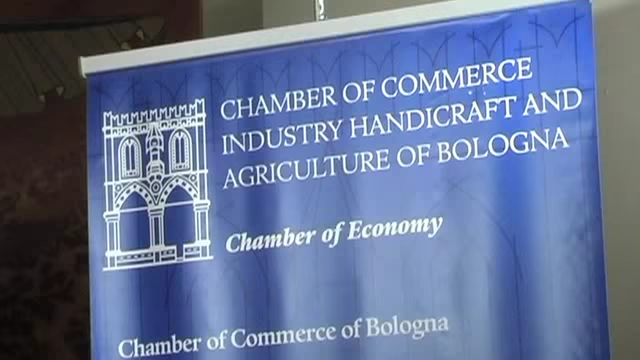 CHAMBER OF COMMERCE
INDUSTRY HANDICRAFT AND
AGRICULTURE OF BOLOGNA
Chamber of Economy
Chamber of Commerce of Bologna